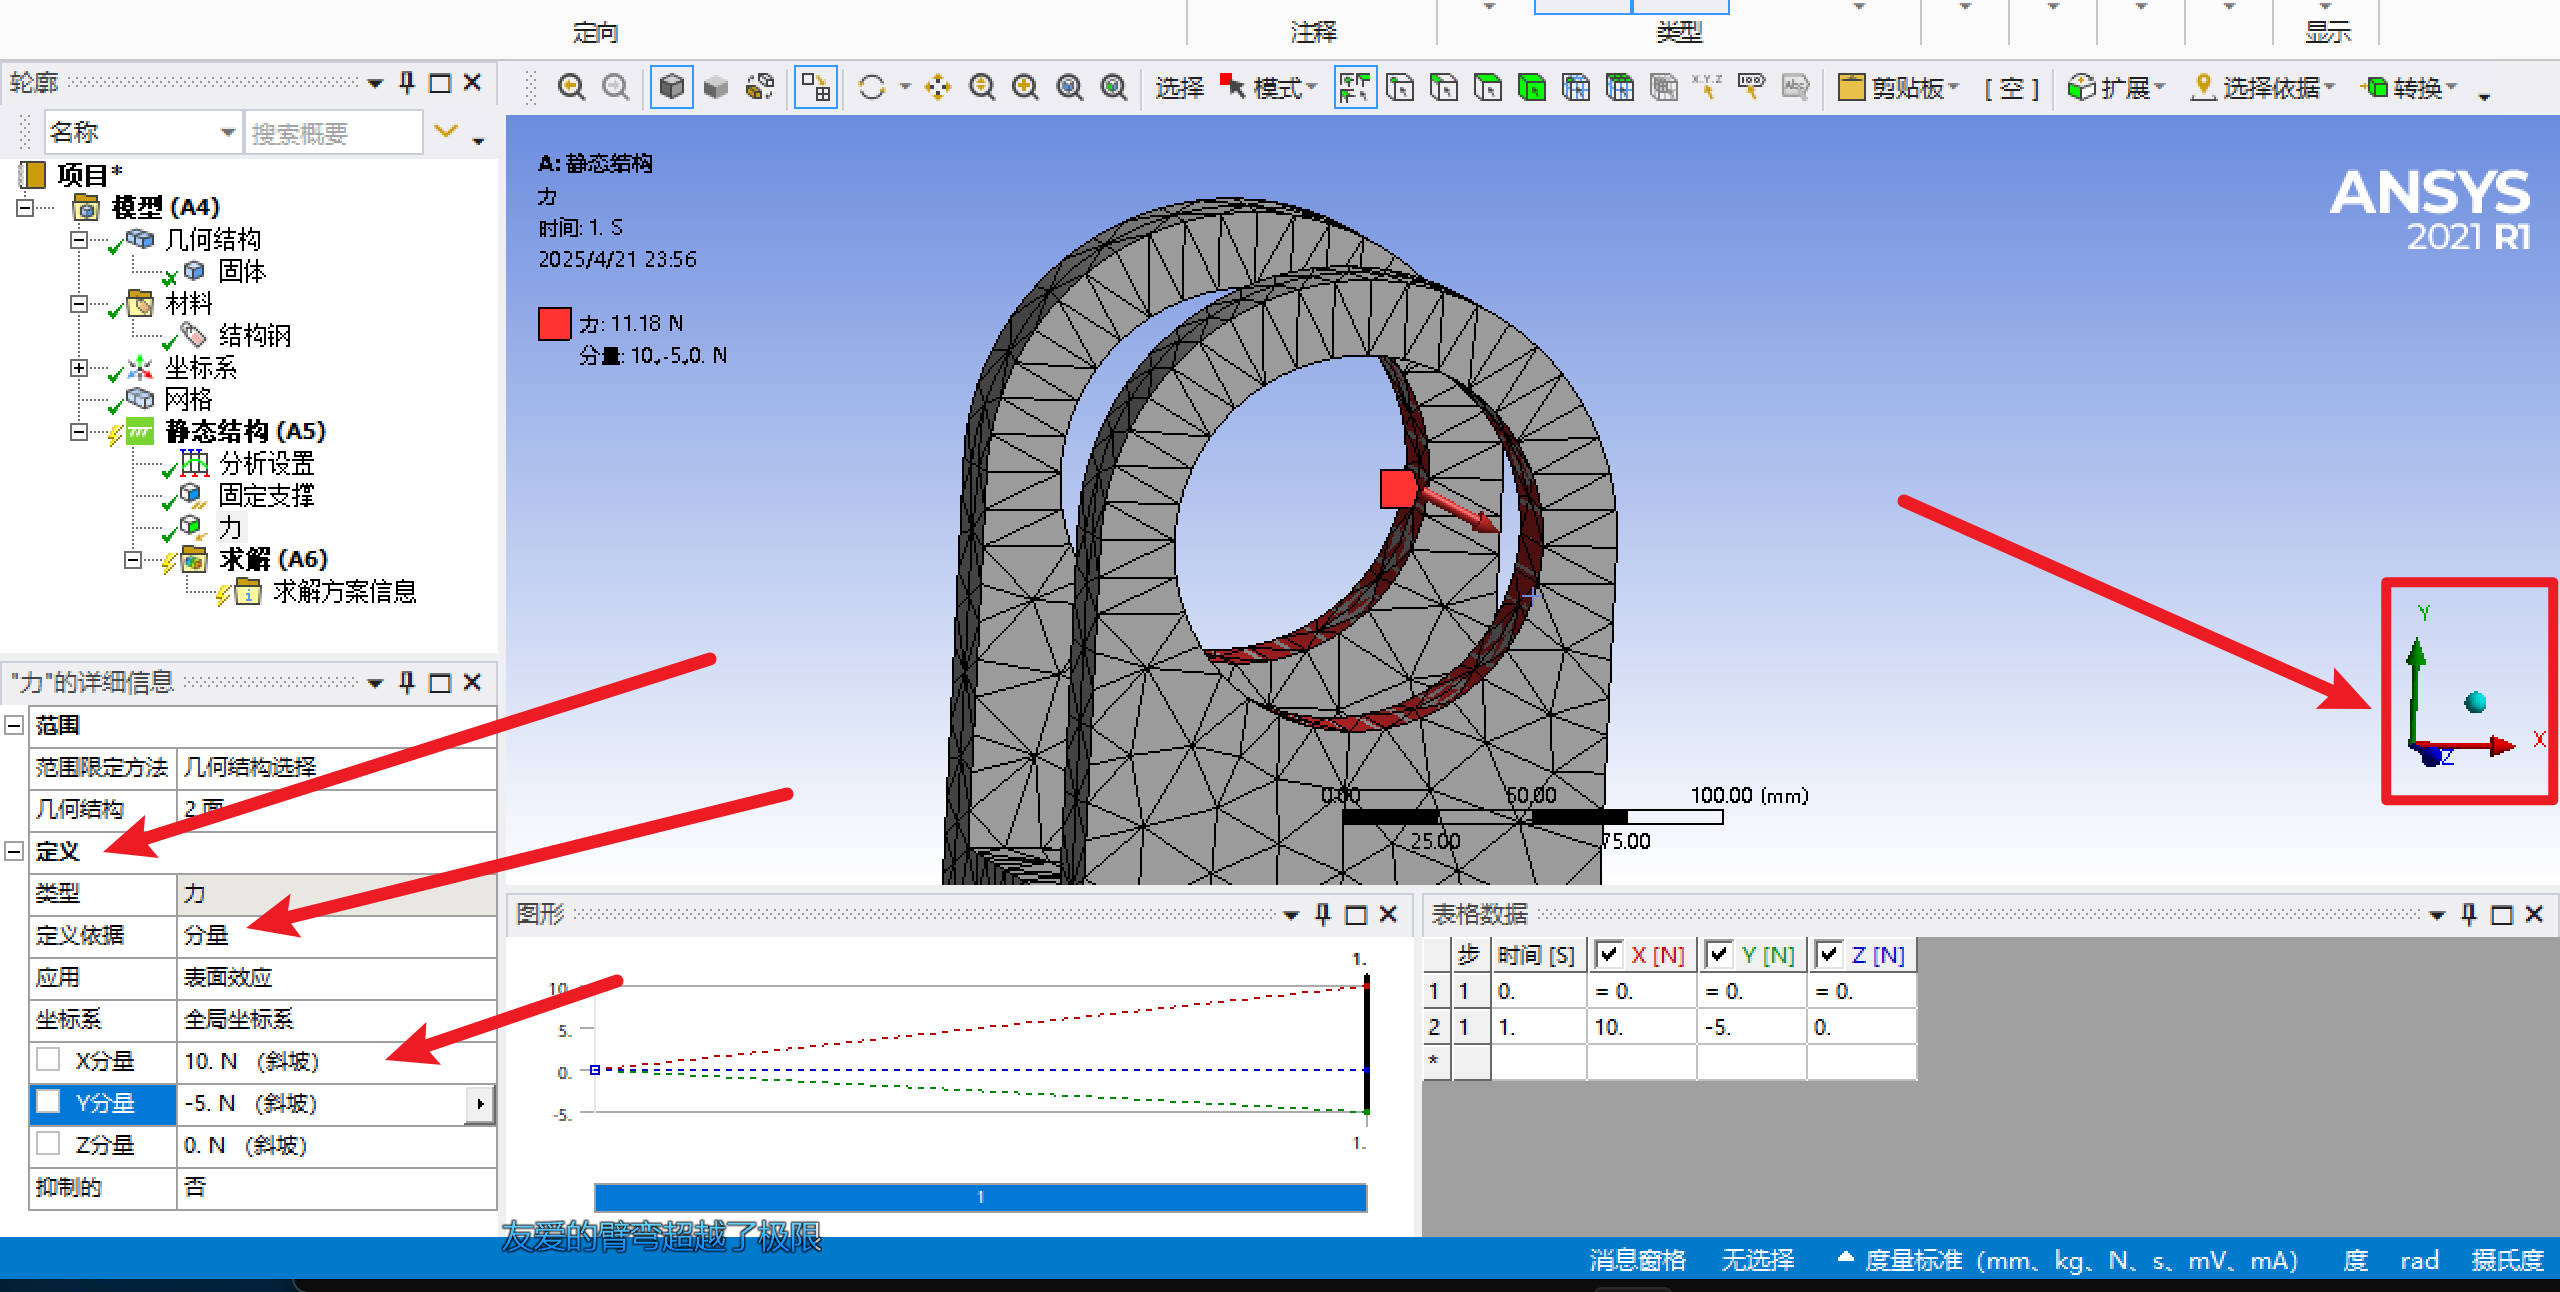 定向
注释
类型
显示
轮廓
选择
模式
剪贴板
[ 空 ]
扩展
选择依据
转换
名称
搜索概要
项目*
模型 (A4)
几何结构
固体
材料
结构钢
坐标系
网格
静态结构 (A5)
分析设置
固定支撑
力
求解 (A6)
求解方案信息
A: 静态结构
力
时间: 1. S
2025/4/21 23:56
力: 11.18 N
分量: 10,-5,0. N
ANSYS
2021 R1
Y
X
Z
0.00
50.00
100.00 (mm)
25.00
75.00
"力"的详细信息
范围
范围限定方法 几何结构选择
几何结构 2 面
定义
类型 力
定义依据 分量
应用 表面效应
坐标系 全局坐标系
X分量 10. N (斜坡)
Y分量 -5. N (斜坡)
Z分量 0. N (斜坡)
抑制的 否
图形
1.
10.
5.
0.
-5.
1.
1
表格数据
步 时间 [S] X [N] Y [N] Z [N]
1 1 0. = 0. = 0. = 0.
2 1 1. 10. -5. 0.
*
友爱的臂弯超越了极限
消息窗格 无选择 度量标准 (mm、kg、N、s、mV、mA) 度 rad 摄氏度